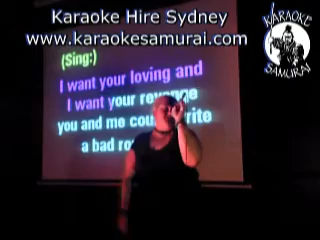 Karaoke Hire Sydney
www.karaokesamurai.com
KARAOKE
SAMURAI
(Sing:)
I want your loving and
I want your revenge
you and me could write
a bad